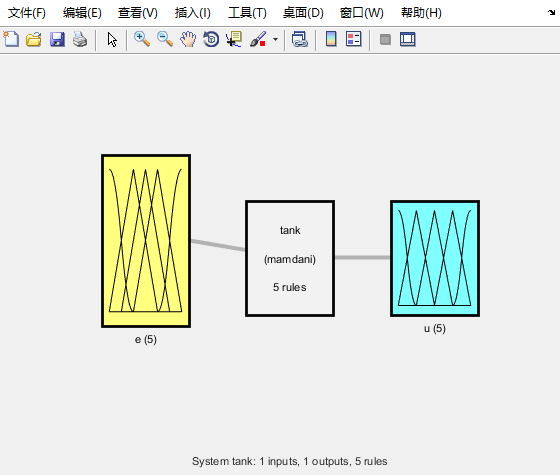 文件(F) 编辑(E) 查看(V) 插入(I) 工具(T) 桌面(D) 窗口(W) 帮助(H)
tank
(mamdani)
5 rules
e (5)
u (5)
System tank: 1 inputs, 1 outputs, 5 rules